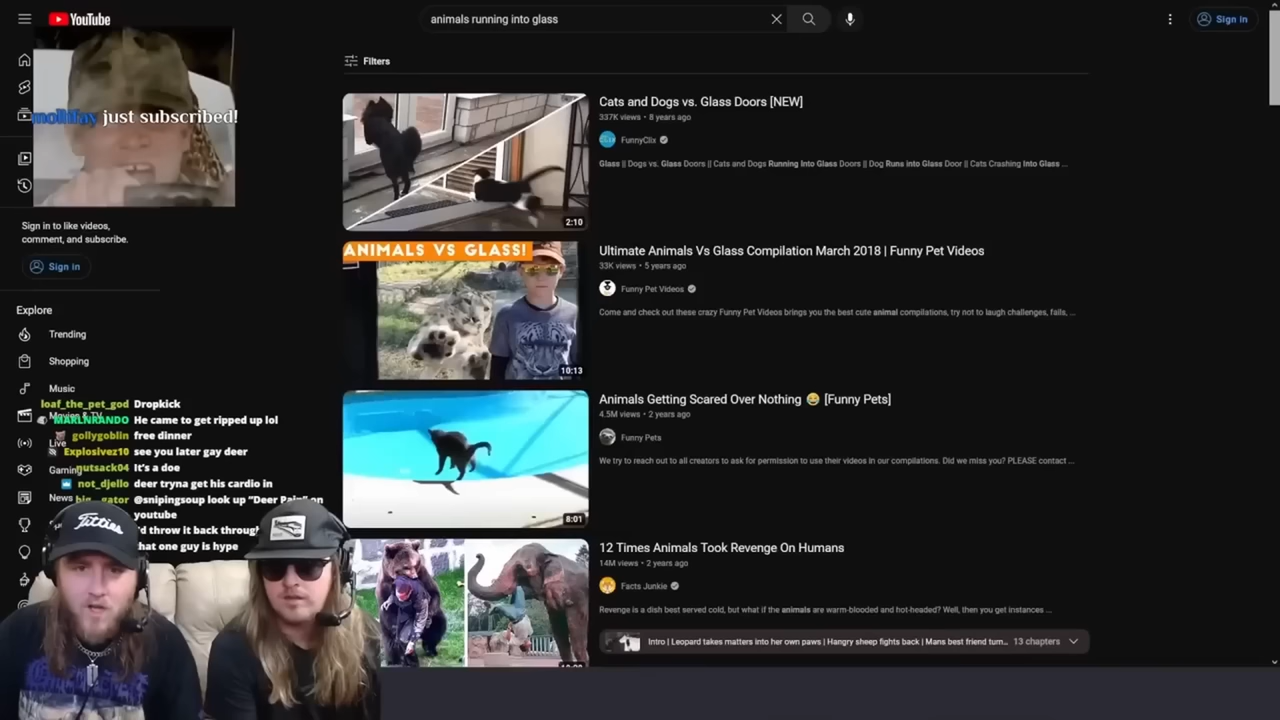 YouTube
animals running into glass
Sign in
mollifay just subscribed!
Filters
Cats and Dogs vs. Glass Doors [NEW]
337K views • 8 years ago
FunnyClix
Glass || Dogs vs. Glass Doors || Cats and Dogs Running Into Glass Doors || Dog Runs into Glass Door || Cats Crashing Into Glass ...
2:10
Sign in to like videos,
comment, and subscribe.
Sign in
ANIMALS VS GLASS!
Ultimate Animals Vs Glass Compilation March 2018 | Funny Pet Videos
33K views • 5 years ago
Funny Pet Videos
Come and check out these crazy Funny Pet Videos brings you the best cute animal compilations, try not to laugh challenges, fails, ...
10:13
Explore
Trending
Shopping
Music
Movies & TV
Live
Gaming
News
loaf_the_pet_god Dropkick
MAKLNRANDO He came to get ripped up lol
gollygoblin free dinner
Explosivez10 see you later gay deer
nutsack04 It's a doe
not_djello deer tryna get his cardio in
big_gator @snipingsoup look up "Deer Pain" on
youtube
'd throw it back through
that one guy is hype
Animals Getting Scared Over Nothing 😂 [Funny Pets]
4.5M views • 2 years ago
Funny Pets
We try to reach out to all creators to ask for permission to use their videos in our compilations. Did we miss you? PLEASE contact ...
8:01
12 Times Animals Took Revenge On Humans
14M views • 2 years ago
Facts Junkie
Revenge is a dish best served cold, but what if the animals are warm-blooded and hot-headed? Well, then you get instances ...
Intro | Leopard takes matters into her own paws | Hangry sheep fights back | Mans best friend turn... 13 chapters
Titties